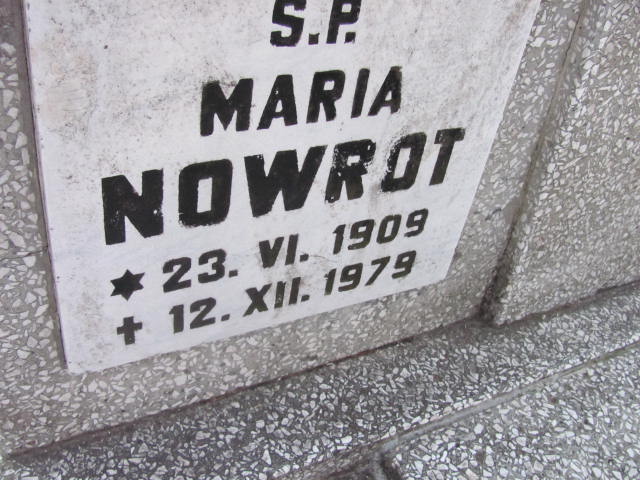 S.P.
MARIA
NOWROT
★ 23. VI. 1909
✝ 12. XII. 1979